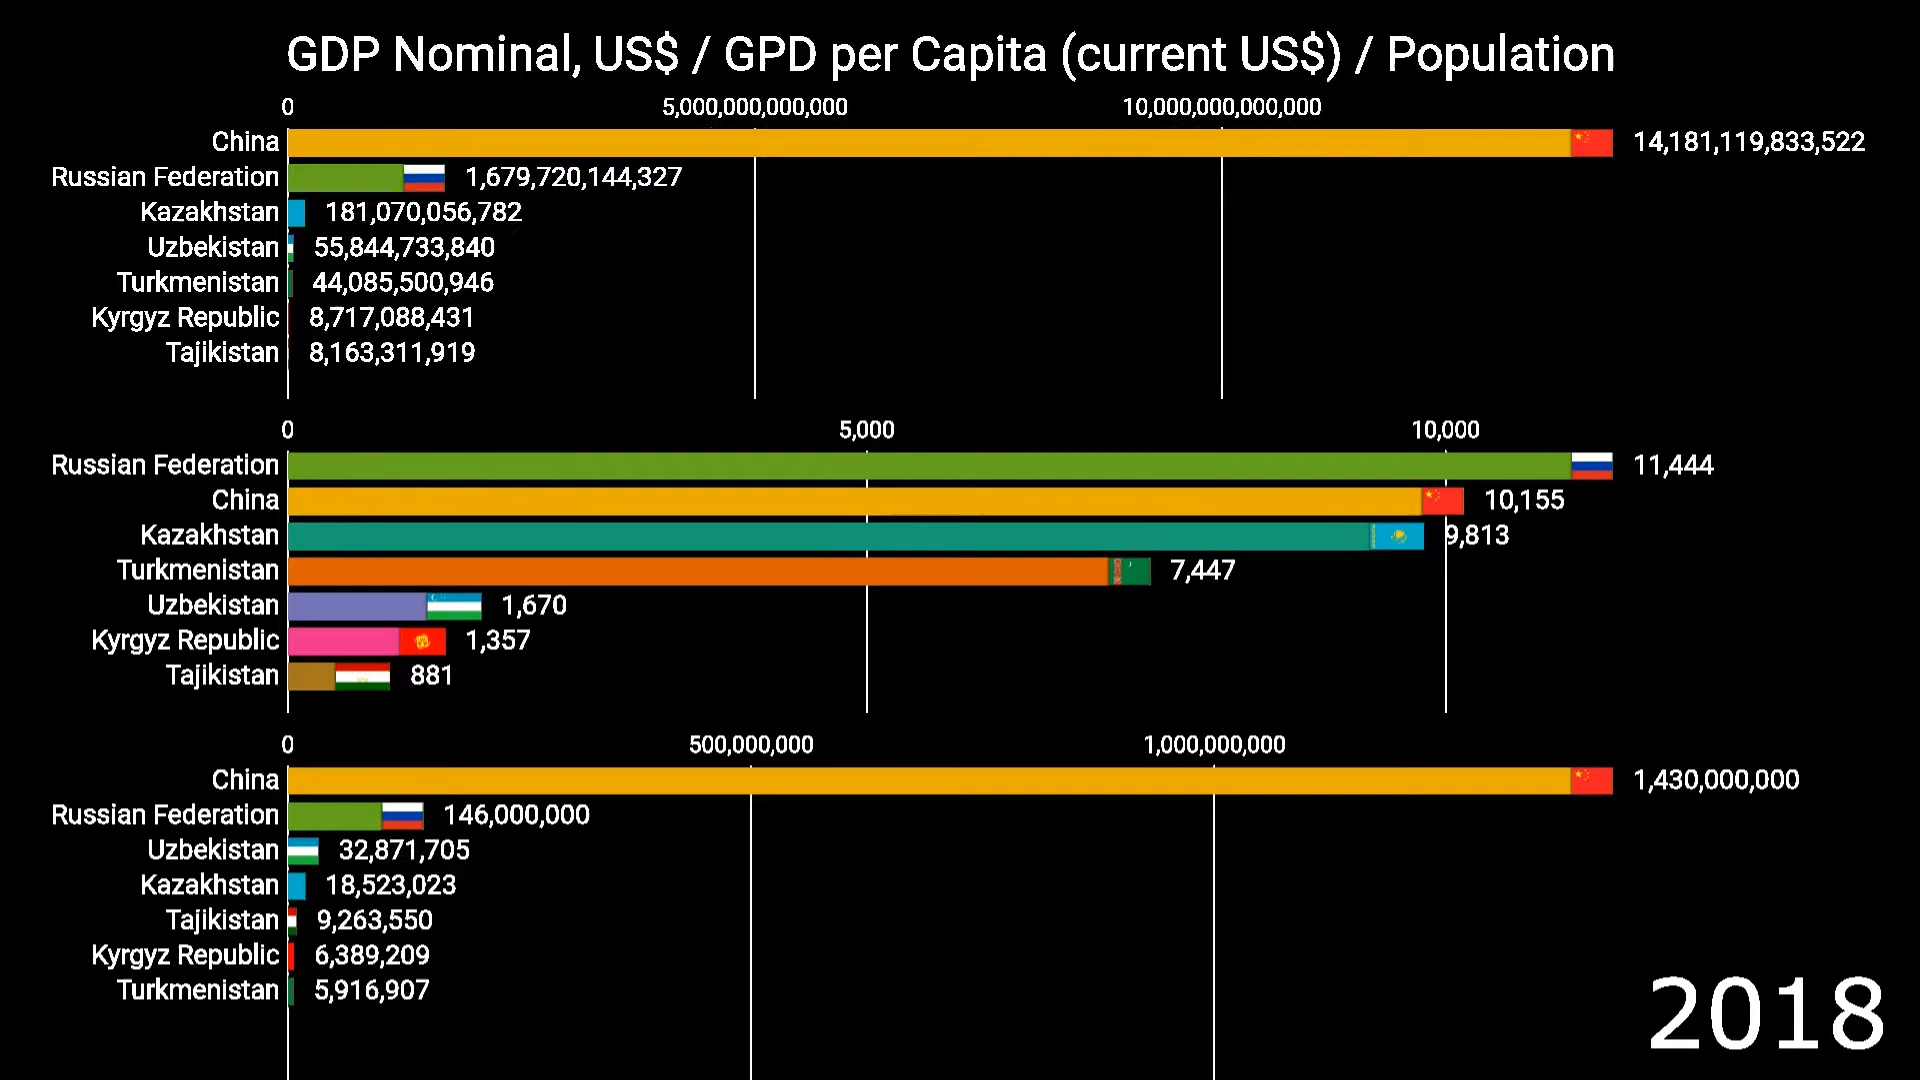 GDP Nominal, US$ / GPD per Capita (current US$) / Population
0 5,000,000,000,000 10,000,000,000,000
China 14,181,119,833,522
Russian Federation 1,679,720,144,327
Kazakhstan 181,070,056,782
Uzbekistan 55,844,733,840
Turkmenistan 44,085,500,946
Kyrgyz Republic 8,717,088,431
Tajikistan 8,163,311,919
0 5,000 10,000
Russian Federation 11,444
China 10,155
Kazakhstan 9,813
Turkmenistan 7,447
Uzbekistan 1,670
Kyrgyz Republic 1,357
Tajikistan 881
0 500,000,000 1,000,000,000
China 1,430,000,000
Russian Federation 146,000,000
Uzbekistan 32,871,705
Kazakhstan 18,523,023
Tajikistan 9,263,550
Kyrgyz Republic 6,389,209
Turkmenistan 5,916,907
2018